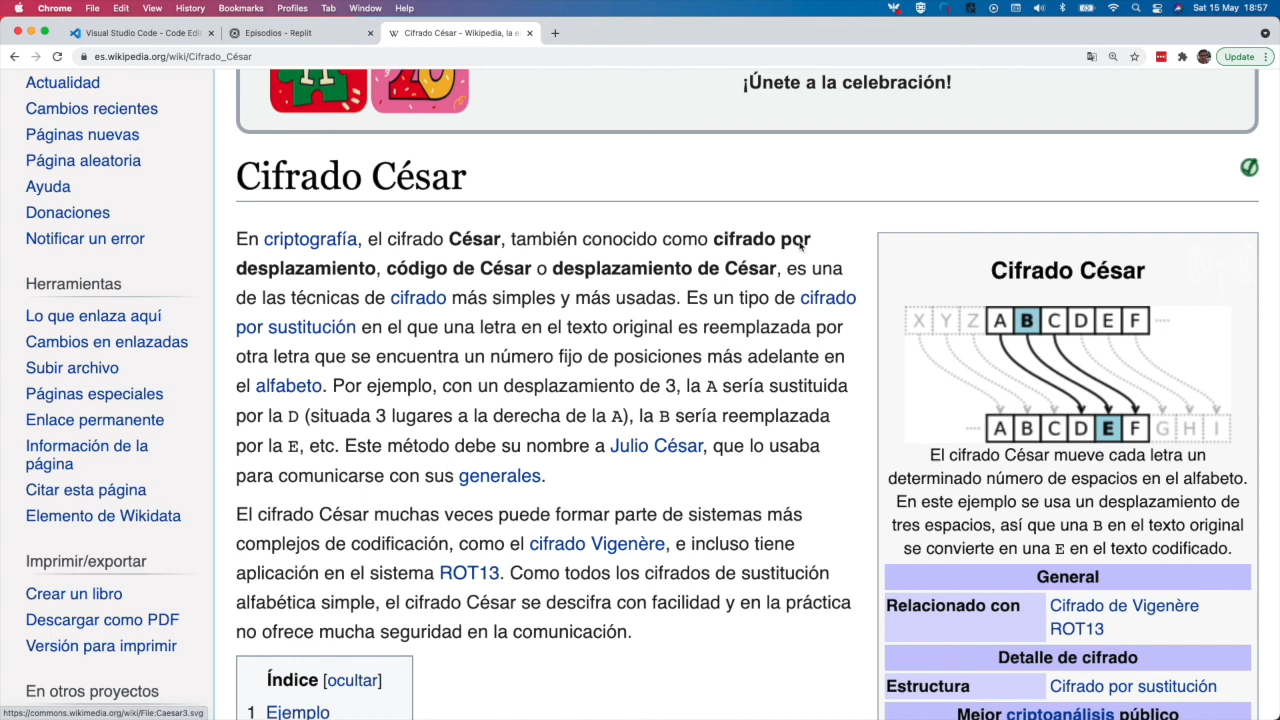 Chrome File Edit View History Bookmarks Profiles Tab Window Help Sat 15 May 18:57
Visual Studio Code - Code Edit Episodios - Replit Cifrado César - Wikipedia, la e
es.wikipedia.org/wiki/Cifrado_César Update
Actualidad
Cambios recientes
Páginas nuevas
Página aleatoria
Ayuda
Donaciones
Notificar un error
Herramientas
Lo que enlaza aquí
Cambios en enlazadas
Subir archivo
Páginas especiales
Enlace permanente
Información de la
página
Citar esta página
Elemento de Wikidata
Imprimir/exportar
Crear un libro
Descargar como PDF
Versión para imprimir
En otros proyectos
https://commons.wikimedia.org/wiki/File:Caesar3.svg
¡Únete a la celebración!
Cifrado César
En criptografía, el cifrado César, también conocido como cifrado por
desplazamiento, código de César o desplazamiento de César, es una
de las técnicas de cifrado más simples y más usadas. Es un tipo de cifrado
por sustitución en el que una letra en el texto original es reemplazada por
otra letra que se encuentra un número fijo de posiciones más adelante en
el alfabeto. Por ejemplo, con un desplazamiento de 3, la A sería sustituida
por la D (situada 3 lugares a la derecha de la A), la B sería reemplazada
por la E, etc. Este método debe su nombre a Julio César, que lo usaba
para comunicarse con sus generales.
El cifrado César muchas veces puede formar parte de sistemas más
complejos de codificación, como el cifrado Vigenère, e incluso tiene
aplicación en el sistema ROT13. Como todos los cifrados de sustitución
alfabética simple, el cifrado César se descifra con facilidad y en la práctica
no ofrece mucha seguridad en la comunicación.
Índice [ocultar]
1 Ejemplo
Cifrado César
X Y Z A B C D E F
A B C D E F G H I
El cifrado César mueve cada letra un
determinado número de espacios en el alfabeto.
En este ejemplo se usa un desplazamiento de
tres espacios, así que una B en el texto original
se convierte en una E en el texto codificado.
General
Relacionado con Cifrado de Vigenère
ROT13
Detalle de cifrado
Estructura Cifrado por sustitución
Mejor criptoanálisis público